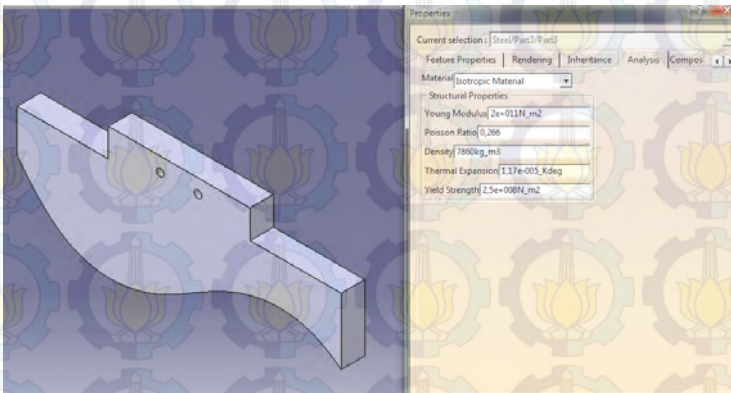 Properties
Current selection : Steel/Part3/Part3
Feature Properties Rendering Inheritance Analysis Compos
Material Isotropic Material
Structural Properties
Young Modulus 2e+011N_m2
Poisson Ratio 0,266
Density 7860kg_m3
Thermal Expansion 1,17e-005_Kdeg
Yield Strength 2,5e+008N_m2